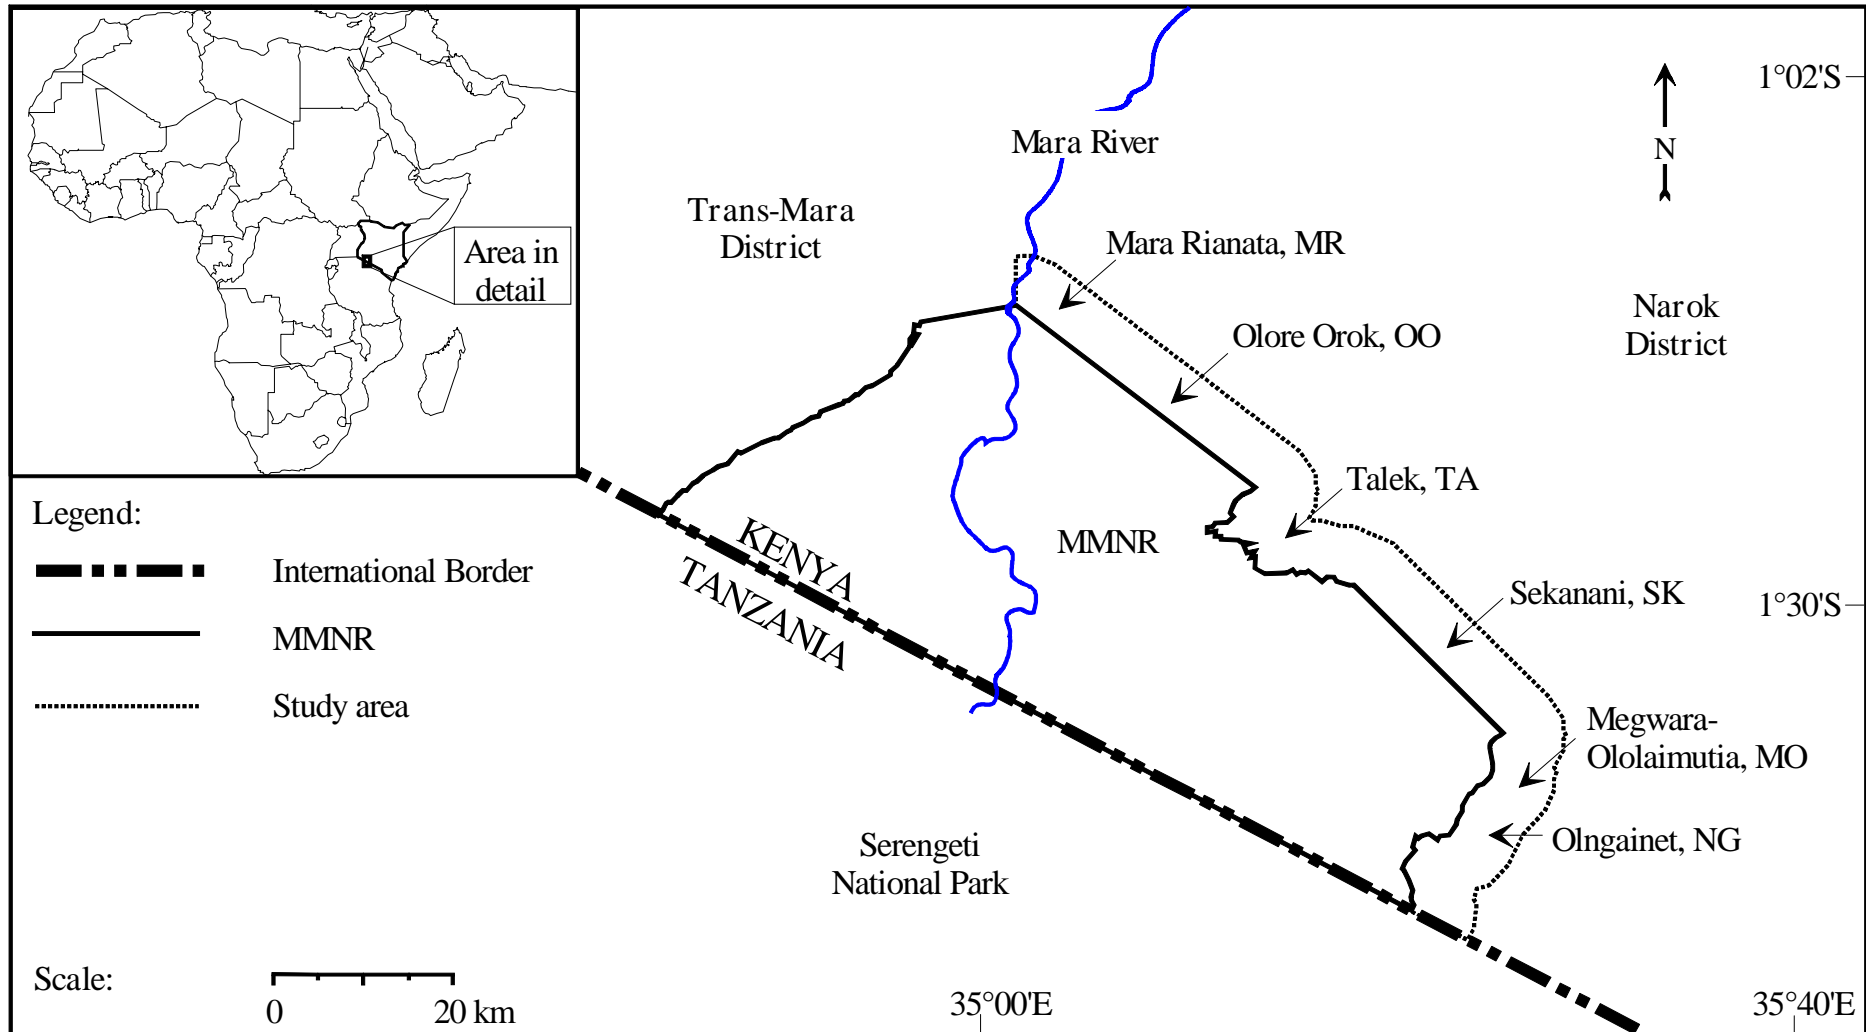 Area in
detail
Mara River
Trans-Mara
District
Mara Rianata, MR
Olore Orok, OO
Narok
District
Talek, TA
MMNR
Sekanani, SK
Megwara-
Ololaimutia, MO
Olngainet, NG
KENYA
TANZANIA
Serengeti
National Park
N
1°02'S
1°30'S
35°00'E
35°40'E
Legend:
International Border
MMNR
Study area
Scale:
0 20 km